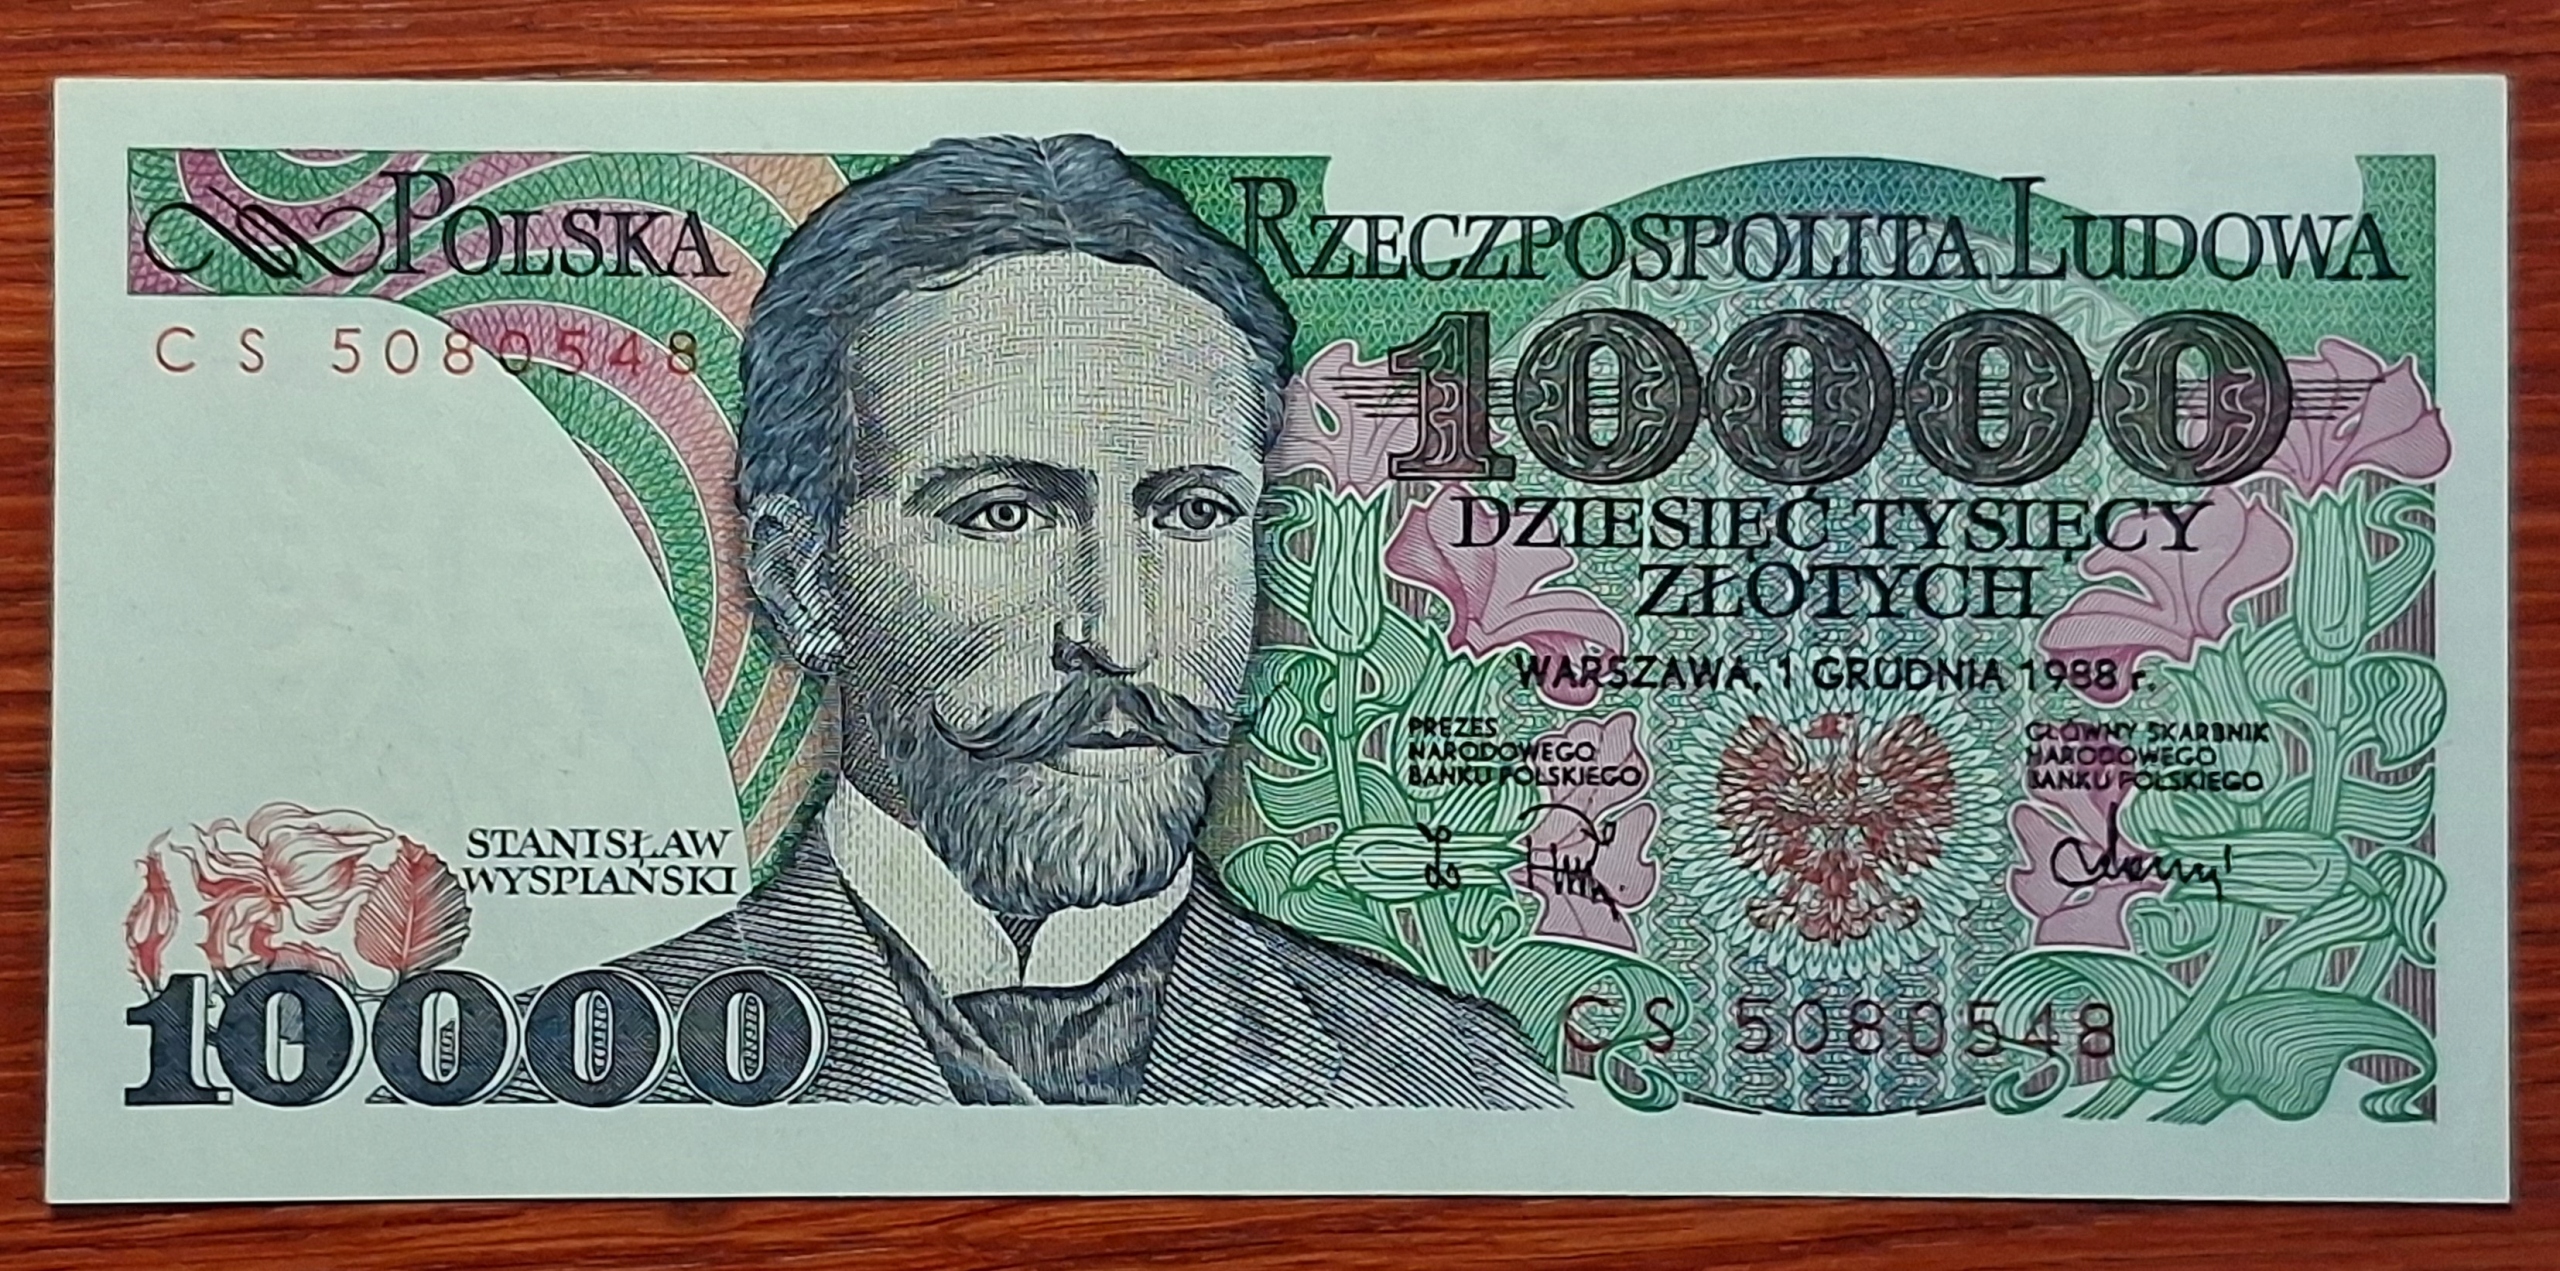 POLSKA RZECZPOSPOLITA LUDOWA
CS 5080548
10000
DZIESIĘĆ TYSIĘCY
ZŁOTYCH
WARSZAWA, 1 GRUDNIA 1988 r.
PREZES
NARODOWEGO
BANKU POLSKIEGO
GŁÓWNY SKARBNIK
NARODOWEGO
BANKU POLSKIEGO
STANISŁAW
WYSPIAŃSKI
10000
CS 5080548